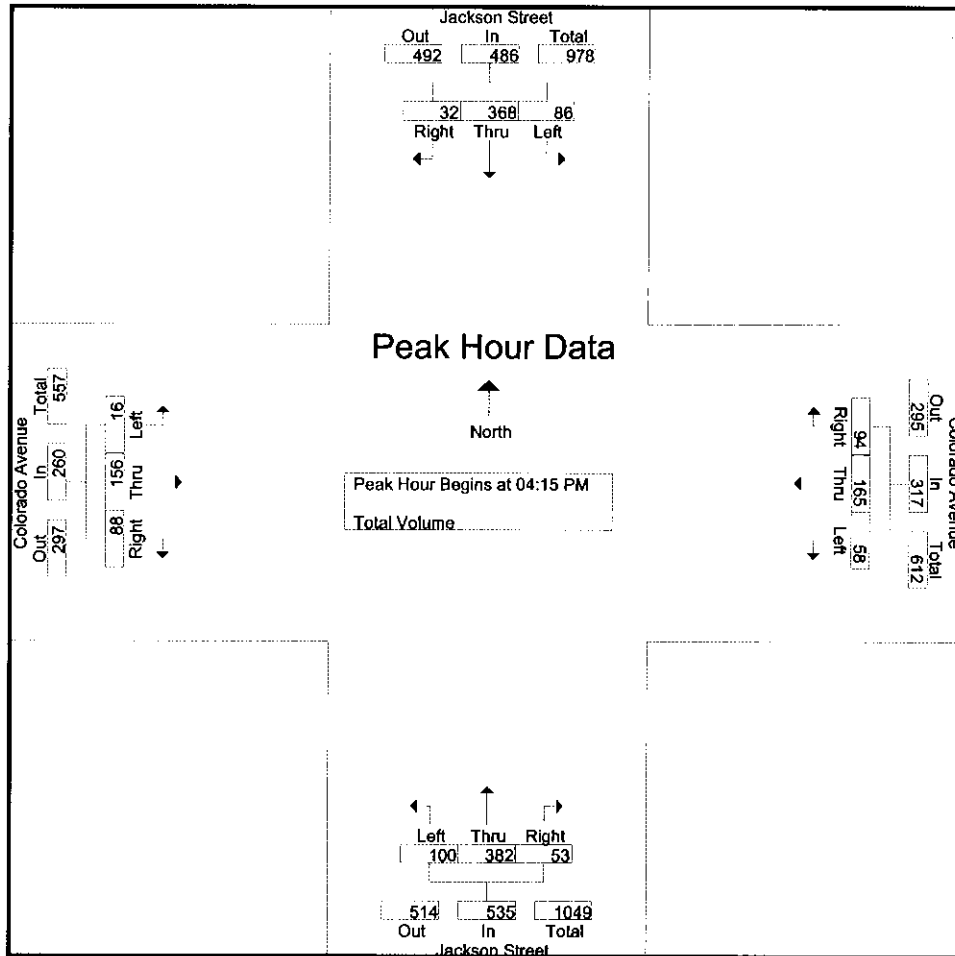 Jackson Street
Out In Total
492 486 978
32 368 86
Right Thru Left
Peak Hour Data
North
Peak Hour Begins at 04:15 PM
Total Volume
Colorado Avenue
Out In Total
297 260 557
88 156 16
Right Thru Left
Right Thru Left
94 165 58
Out In Total
295 317 612
Colorado Avenue
Left Thru Right
100 382 53
514 535 1049
Out In Total
Jackson Street